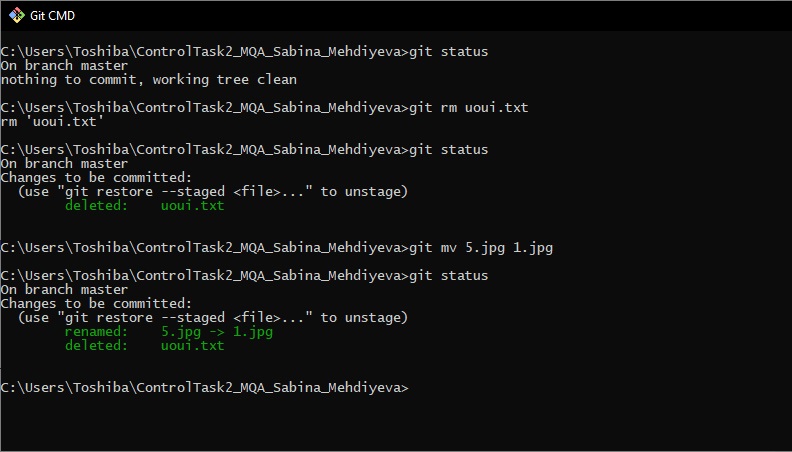 Git CMD
C:\Users\Toshiba\ControlTask2_MQA_Sabina_Mehdiyeva>git status
On branch master
nothing to commit, working tree clean
C:\Users\Toshiba\ControlTask2_MQA_Sabina_Mehdiyeva>git rm uoui.txt
rm 'uoui.txt'
C:\Users\Toshiba\ControlTask2_MQA_Sabina_Mehdiyeva>git status
On branch master
Changes to be committed:
  (use "git restore --staged <file>..." to unstage)
        deleted:    uoui.txt
C:\Users\Toshiba\ControlTask2_MQA_Sabina_Mehdiyeva>git mv 5.jpg 1.jpg
C:\Users\Toshiba\ControlTask2_MQA_Sabina_Mehdiyeva>git status
On branch master
Changes to be committed:
  (use "git restore --staged <file>..." to unstage)
        renamed:    5.jpg -> 1.jpg
        deleted:    uoui.txt
C:\Users\Toshiba\ControlTask2_MQA_Sabina_Mehdiyeva>